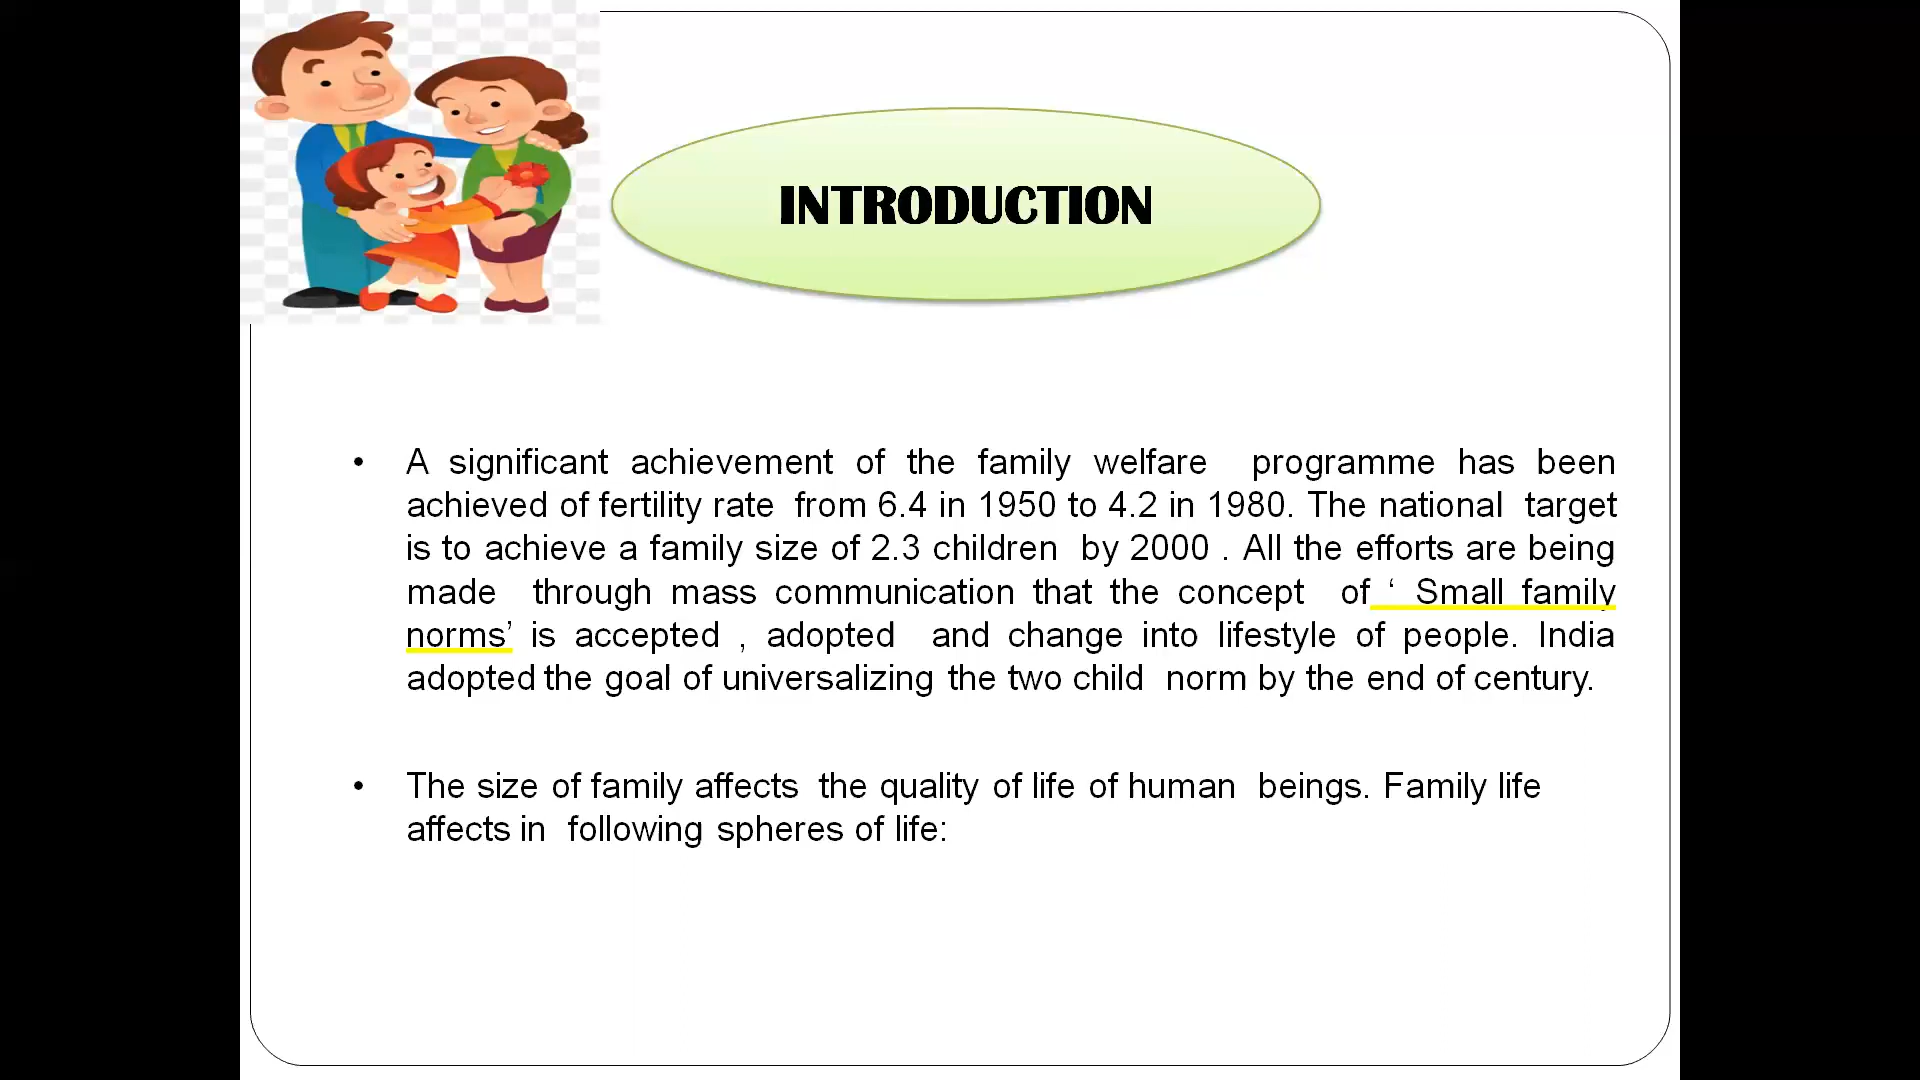 INTRODUCTION
• A significant achievement of the family welfare programme has been
achieved of fertility rate from 6.4 in 1950 to 4.2 in 1980. The national target
is to achieve a family size of 2.3 children by 2000 . All the efforts are being
made through mass communication that the concept of ‘ Small family
norms’ is accepted , adopted and change into lifestyle of people. India
adopted the goal of universalizing the two child norm by the end of century.
• The size of family affects the quality of life of human beings. Family life
affects in following spheres of life: